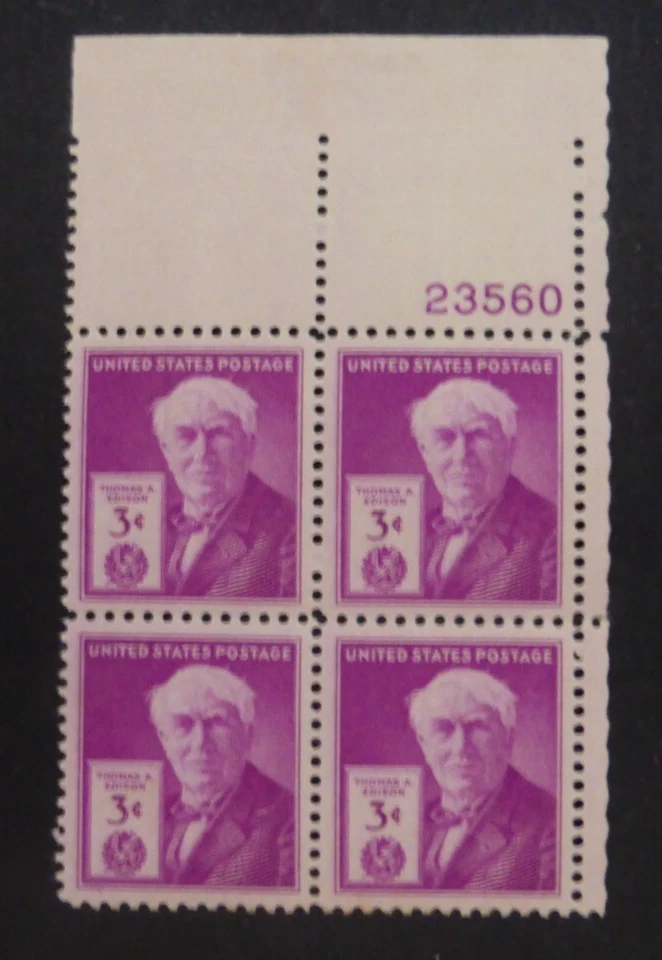 23560
UNITED STATES POSTAGE
THOMAS A.
EDISON
3¢
UNITED STATES POSTAGE
THOMAS A.
EDISON
3¢
UNITED STATES POSTAGE
THOMAS A.
EDISON
3¢
UNITED STATES POSTAGE
THOMAS A.
EDISON
3¢